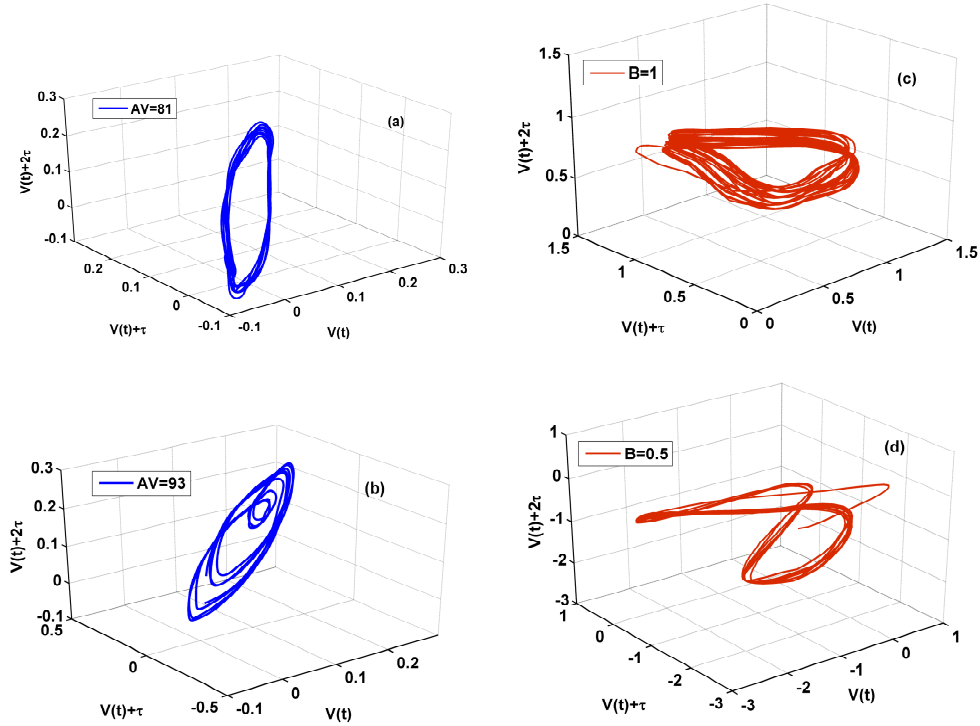 0.3
0.2
0.1
0
-0.1
V(t)+2τ
AV=81
(a)
0.2
0.1
0
-0.1
V(t)+τ
-0.1
0
0.1
0.2
0.3
V(t)
1.5
1
0.5
0
V(t)+2τ
B=1
(c)
1.5
1
0.5
0
V(t)+τ
0
0.5
1
1.5
V(t)
0.3
0.2
0.1
0
-0.1
V(t)+2τ
AV=93
(b)
0.5
0
-0.5
V(t)+τ
-0.1
0
0.1
0.2
V(t)
1
0
-1
-2
-3
V(t)+2τ
B=0.5
(d)
1
0
-1
-2
-3
V(t)+τ
-3
-2
-1
0
1
V(t)